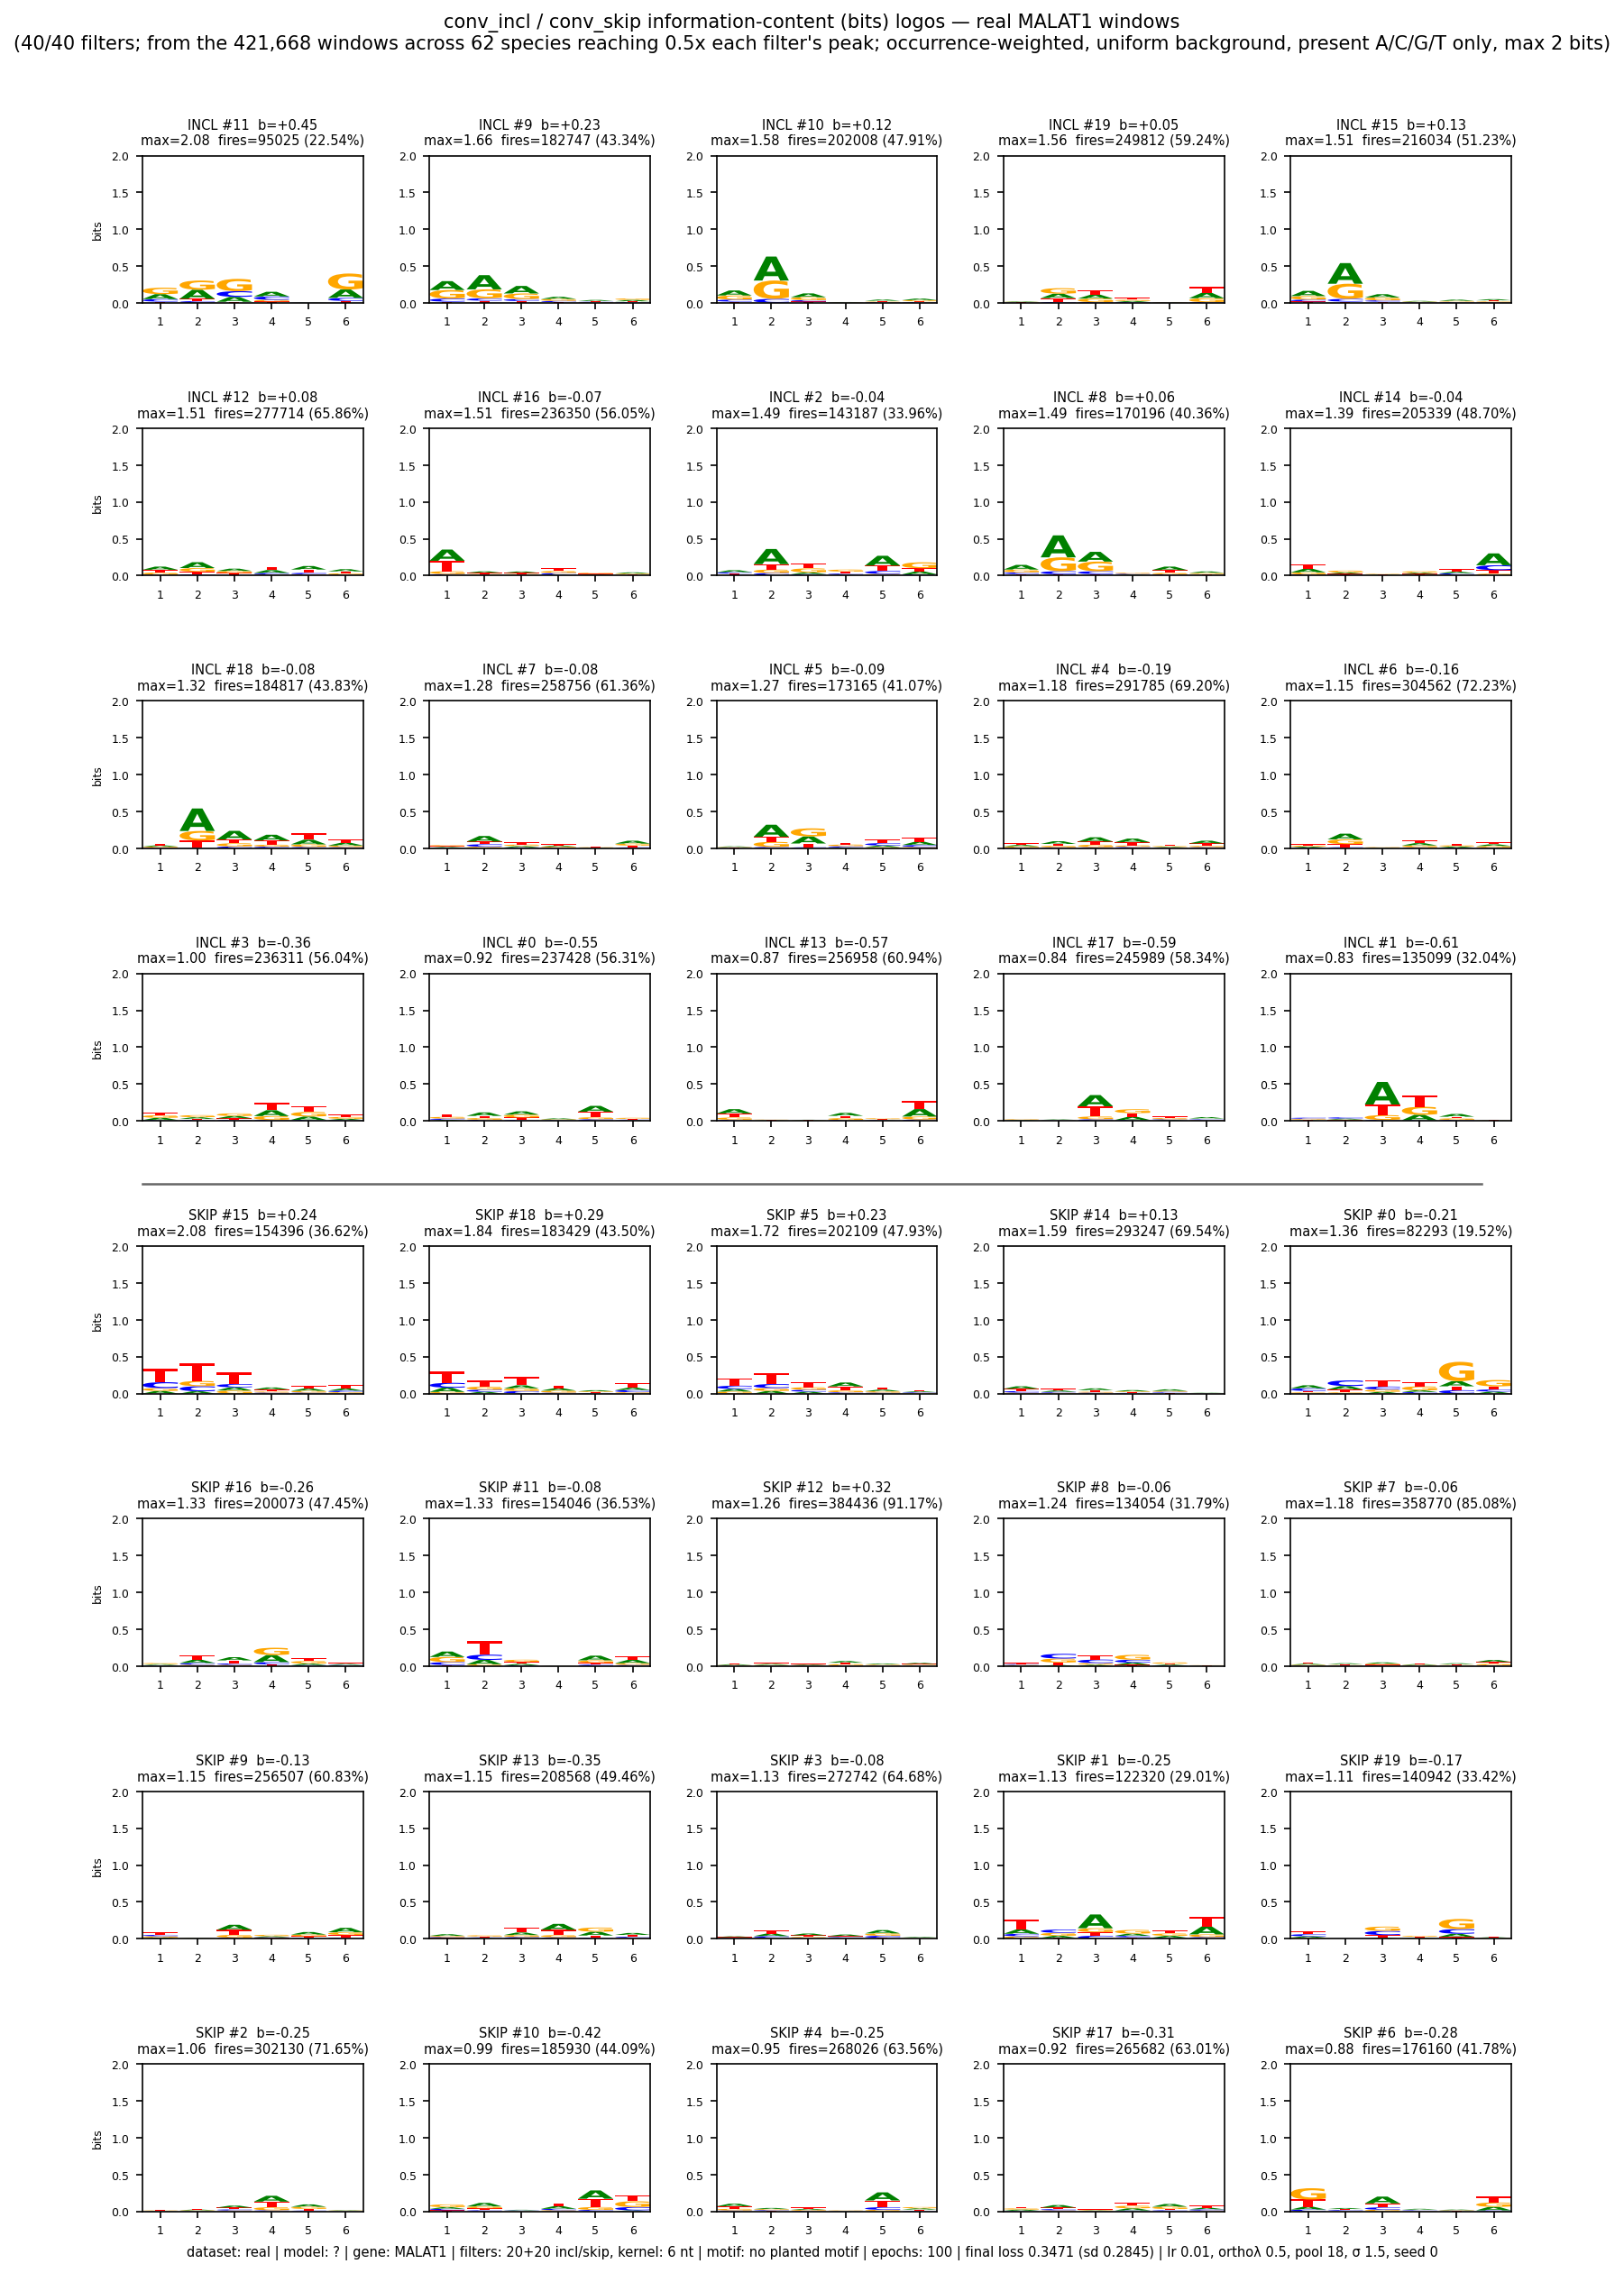 conv_incl / conv_skip information-content (bits) logos — real MALAT1 windows
(40/40 filters; from the 421,668 windows across 62 species reaching 0.5x each filter's peak; occurrence-weighted, uniform background, present A/C/G/T only, max 2 bits)
INCL #11 b=+0.45
max=2.08 fires=95025 (22.54%)
INCL #9 b=+0.23
max=1.66 fires=182747 (43.34%)
INCL #10 b=+0.12
max=1.58 fires=202008 (47.91%)
INCL #19 b=+0.05
max=1.56 fires=249812 (59.24%)
INCL #15 b=+0.13
max=1.51 fires=216034 (51.23%)
INCL #12 b=+0.08
max=1.51 fires=277714 (65.86%)
INCL #16 b=-0.07
max=1.51 fires=236350 (56.05%)
INCL #2 b=-0.04
max=1.49 fires=143187 (33.96%)
INCL #8 b=+0.06
max=1.49 fires=170196 (40.36%)
INCL #14 b=-0.04
max=1.39 fires=205339 (48.70%)
INCL #18 b=-0.08
max=1.32 fires=184817 (43.83%)
INCL #7 b=-0.08
max=1.28 fires=258756 (61.36%)
INCL #5 b=-0.09
max=1.27 fires=173165 (41.07%)
INCL #4 b=-0.19
max=1.18 fires=291785 (69.20%)
INCL #6 b=-0.16
max=1.15 fires=304562 (72.23%)
INCL #3 b=-0.36
max=1.00 fires=236311 (56.04%)
INCL #0 b=-0.55
max=0.92 fires=237428 (56.31%)
INCL #13 b=-0.57
max=0.87 fires=256958 (60.94%)
INCL #17 b=-0.59
max=0.84 fires=245989 (58.34%)
INCL #1 b=-0.61
max=0.83 fires=135099 (32.04%)
SKIP #15 b=+0.24
max=2.08 fires=154396 (36.62%)
SKIP #18 b=+0.29
max=1.84 fires=183429 (43.50%)
SKIP #5 b=+0.23
max=1.72 fires=202109 (47.93%)
SKIP #14 b=+0.13
max=1.59 fires=293247 (69.54%)
SKIP #0 b=-0.21
max=1.36 fires=82293 (19.52%)
SKIP #16 b=-0.26
max=1.33 fires=200073 (47.45%)
SKIP #11 b=-0.08
max=1.33 fires=154046 (36.53%)
SKIP #12 b=+0.32
max=1.26 fires=384436 (91.17%)
SKIP #8 b=-0.06
max=1.24 fires=134054 (31.79%)
SKIP #7 b=-0.06
max=1.18 fires=358770 (85.08%)
SKIP #9 b=-0.13
max=1.15 fires=256507 (60.83%)
SKIP #13 b=-0.35
max=1.15 fires=208568 (49.46%)
SKIP #3 b=-0.08
max=1.13 fires=272742 (64.68%)
SKIP #1 b=-0.25
max=1.13 fires=122320 (29.01%)
SKIP #19 b=-0.17
max=1.11 fires=140942 (33.42%)
SKIP #2 b=-0.25
max=1.06 fires=302130 (71.65%)
SKIP #10 b=-0.42
max=0.99 fires=185930 (44.09%)
SKIP #4 b=-0.25
max=0.95 fires=268026 (63.56%)
SKIP #17 b=-0.31
max=0.92 fires=265682 (63.01%)
SKIP #6 b=-0.28
max=0.88 fires=176160 (41.78%)
dataset: real | model: ? | gene: MALAT1 | filters: 20+20 incl/skip, kernel: 6 nt | motif: no planted motif | epochs: 100 | final loss 0.3471 (sd 0.2845) | lr 0.01, orthoλ 0.5, pool 18, σ 1.5, seed 0